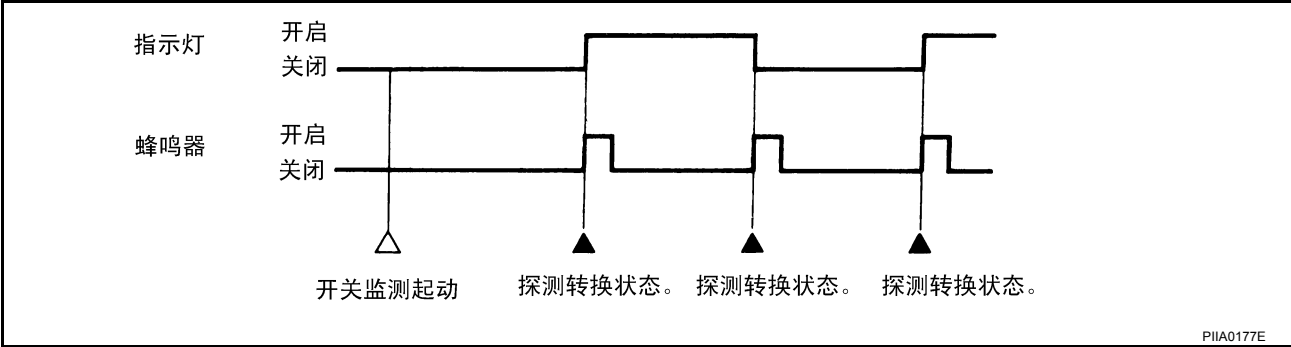 指示灯
开启
关闭
蜂鸣器
开启
关闭
开关监测起动
探测转换状态。
探测转换状态。
探测转换状态。
PIIA0177E